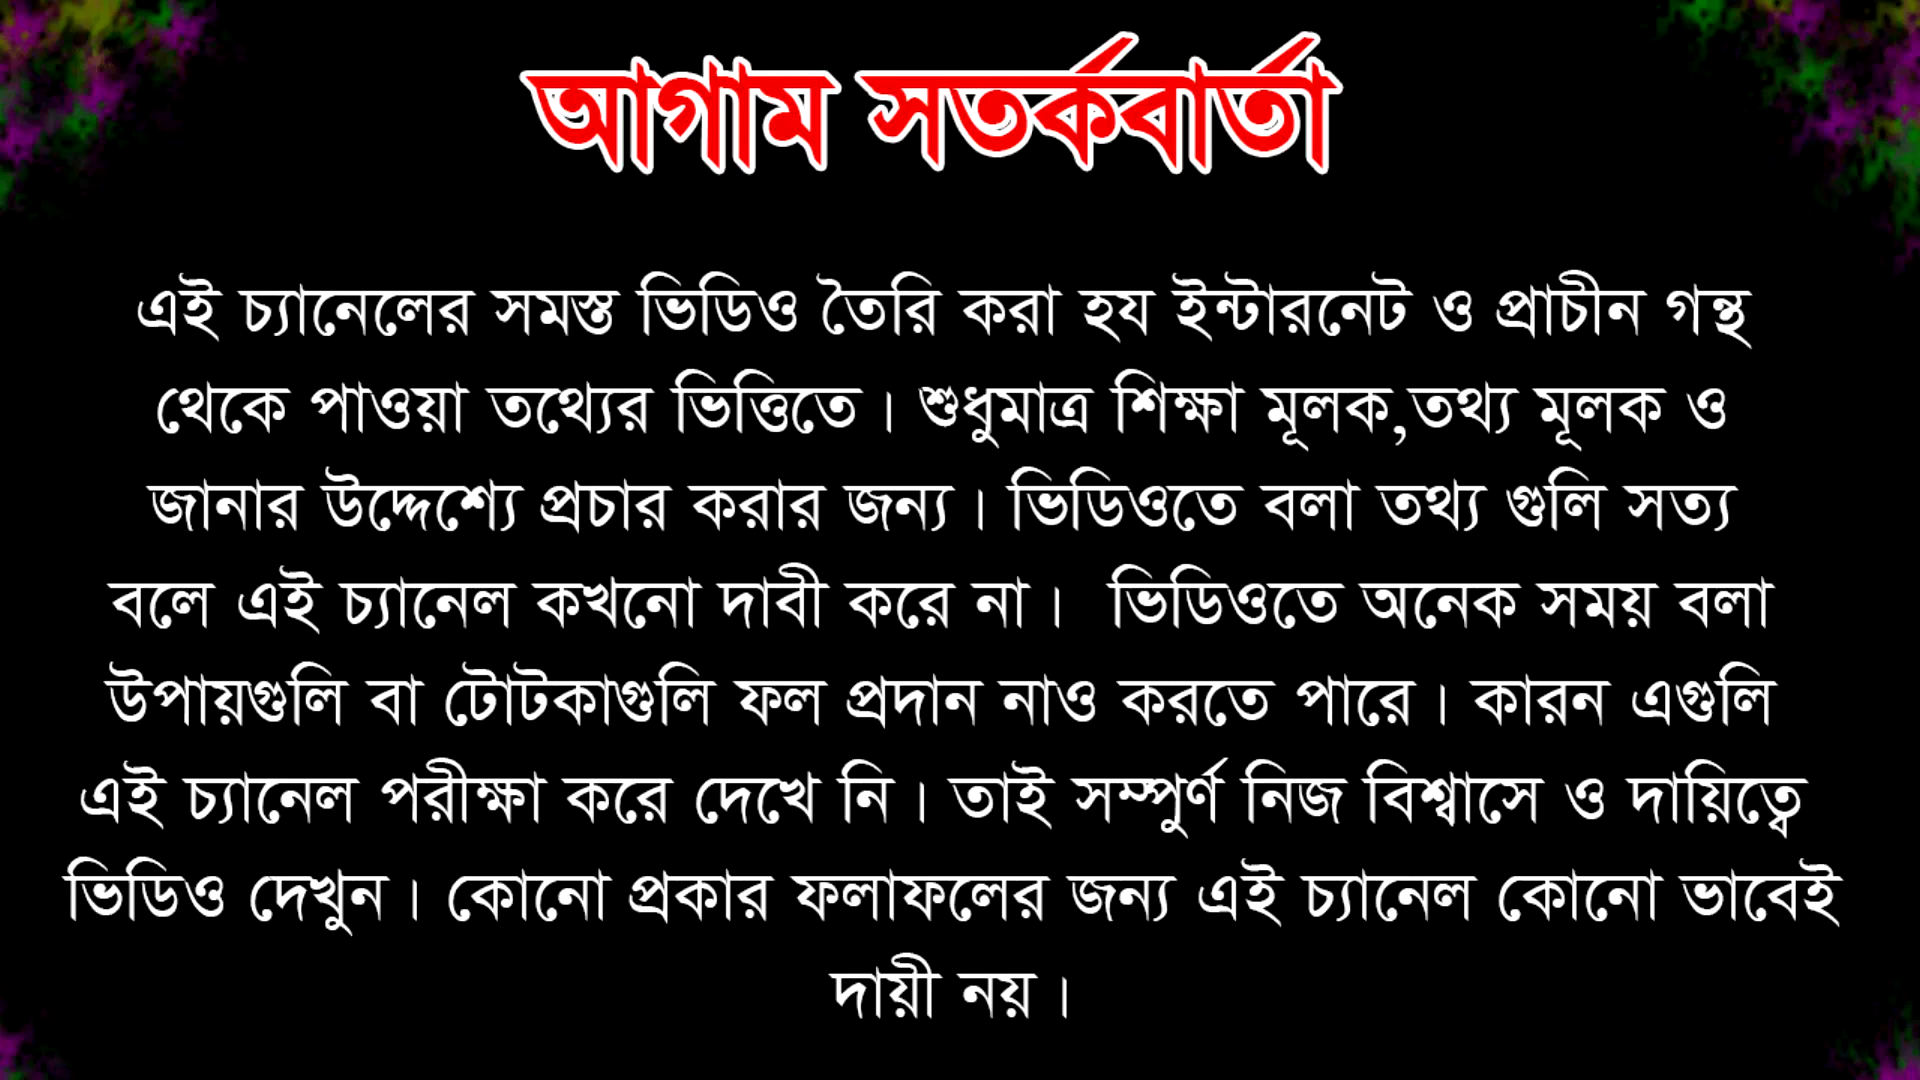 আগাম সতর্কবার্তা
এই চ্যানেলের সমস্ত ভিডিও তৈরি করা হয ইন্টারনেট ও প্রাচীন গন্থ
থেকে পাওয়া তথ্যের ভিত্তিতে। শুধুমাত্র শিক্ষা মূলক,তথ্য মূলক ও
জানার উদ্দেশ্যে প্রচার করার জন্য। ভিডিওতে বলা তথ্য গুলি সত্য
বলে এই চ্যানেল কখনো দাবী করে না। ভিডিওতে অনেক সময় বলা
উপায়গুলি বা টোটকাগুলি ফল প্রদান নাও করতে পারে। কারন এগুলি
এই চ্যানেল পরীক্ষা করে দেখে নি। তাই সম্পুর্ণ নিজ বিশ্বাসে ও দায়িত্বে
ভিডিও দেখুন। কোনো প্রকার ফলাফলের জন্য এই চ্যানেল কোনো ভাবেই
দায়ী নয়।